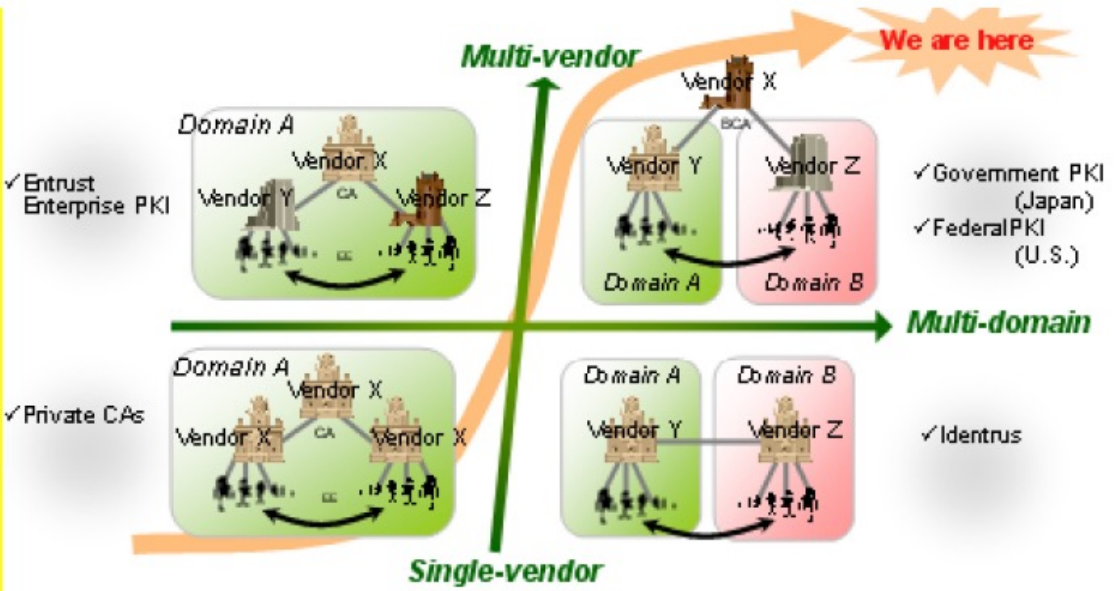 We are here
Multi-vendor
Vendor X
BCA
Domain A
Vendor X
Vendor Y
CA
Vendor Z
EE
✓Entrust
Enterprise PKI
Vendor Y
Vendor Z
Domain A
Domain B
✓Government PKI
(Japan)
✓FederalPKI
(U.S.)
Multi-domain
Domain A
Vendor X
Vendor X
CA
Vendor X
EE
✓Private CAs
Domain A
Domain B
Vendor Y
Vendor Z
✓Identrus
Single-vendor